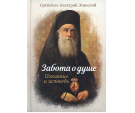 Святитель Нектарий Эгинский
Забота о душе
Покаяние
и исповедь